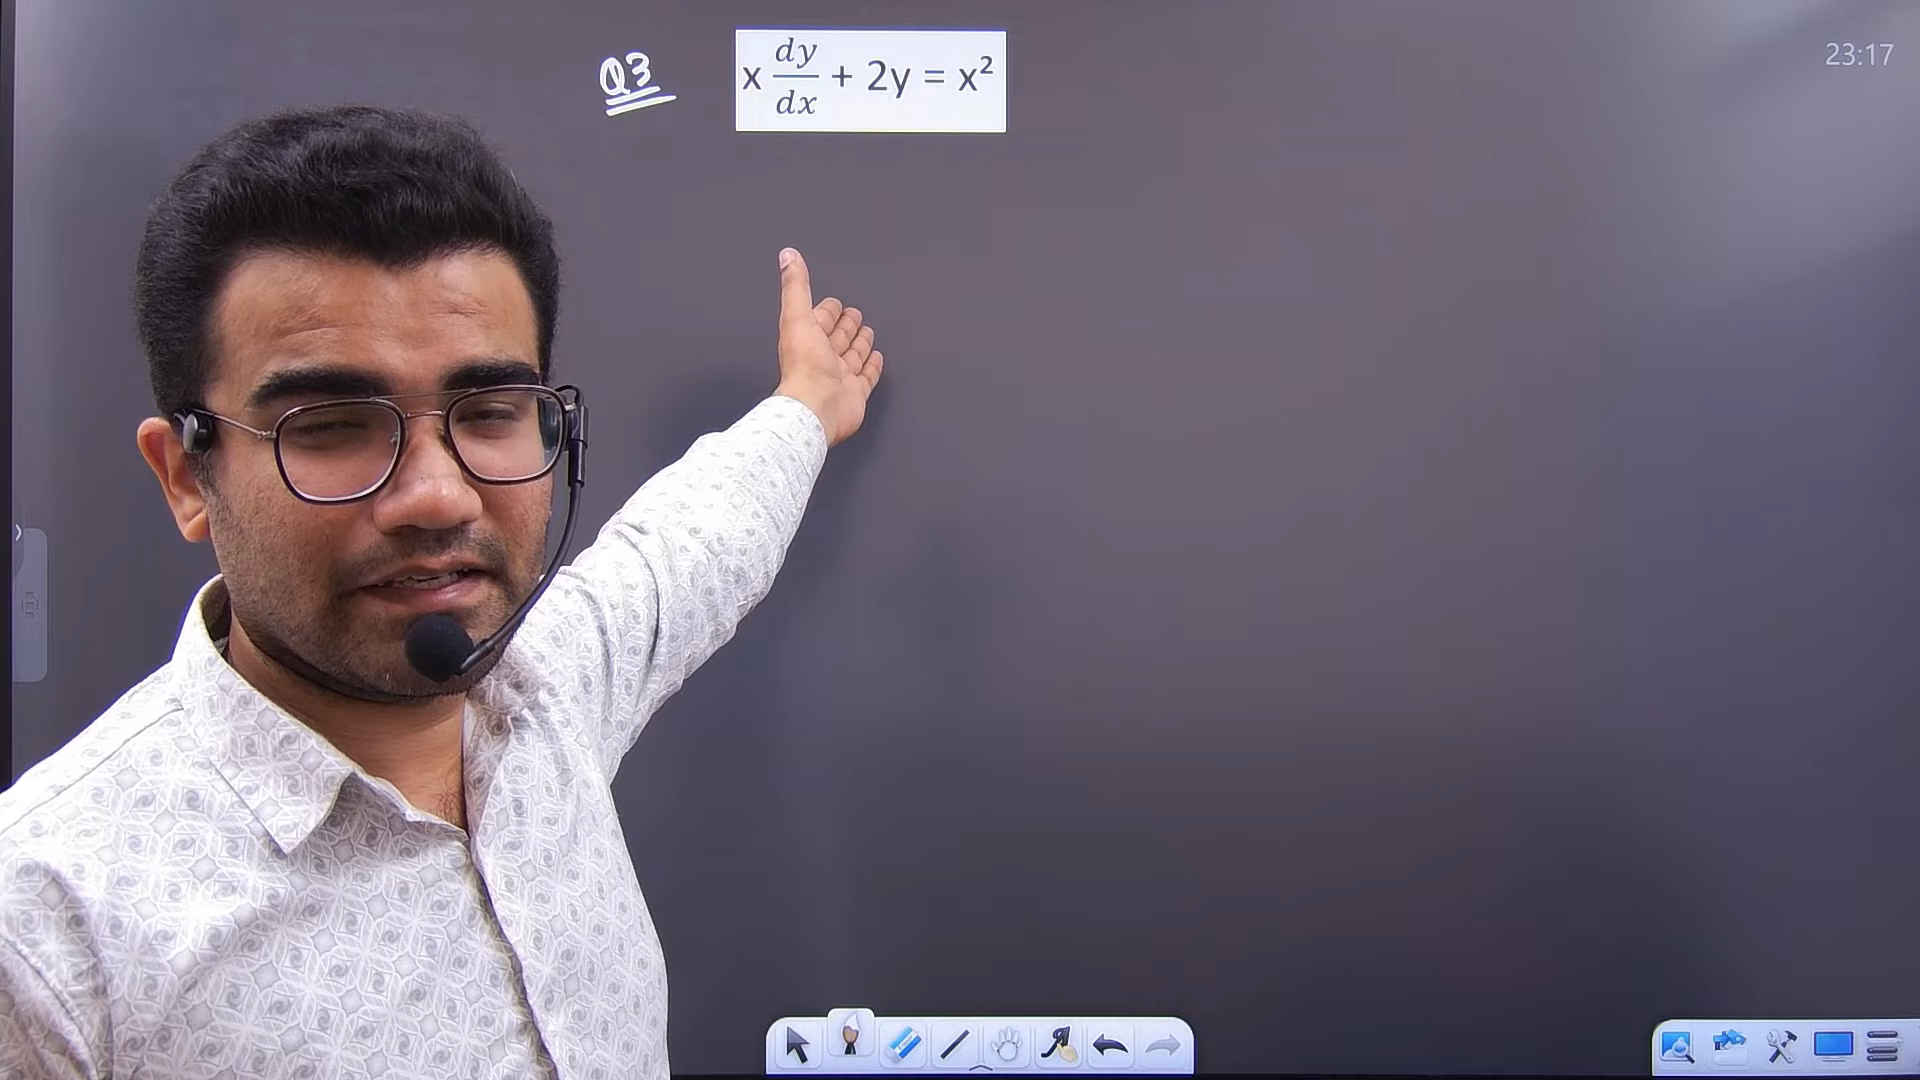 23:17
Q3 x dy/dx + 2y = x²